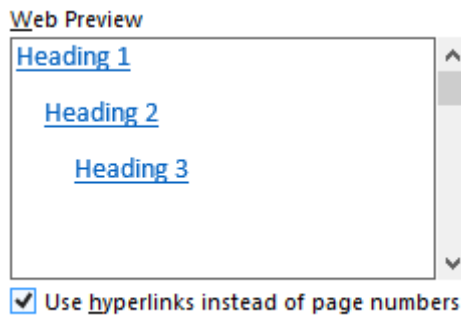 Web Preview
Heading 1
Heading 2
Heading 3
Use hyperlinks instead of page numbers